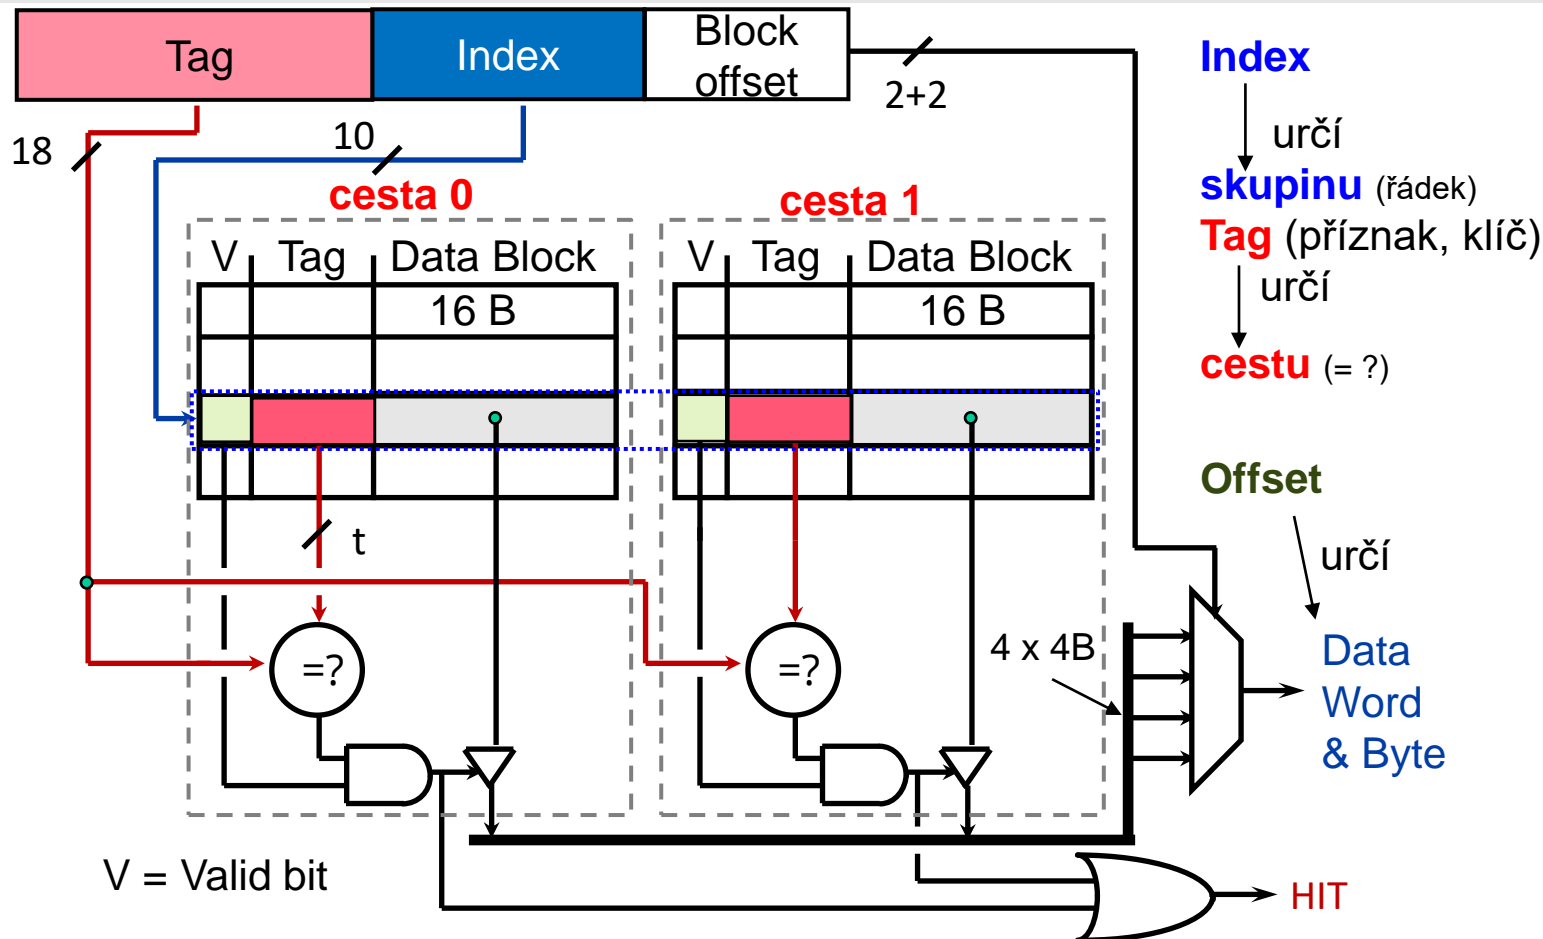 Tag
Index
Block
offset
2+2
18
10
cesta 0
cesta 1
V
Tag
Data Block
16 B
V
Tag
Data Block
16 B
t
=?
=?
4 x 4B
V = Valid bit
HIT
Index
určí
skupinu (řádek)
Tag (příznak, klíč)
určí
cestu (= ?)
Offset
určí
Data
Word
& Byte